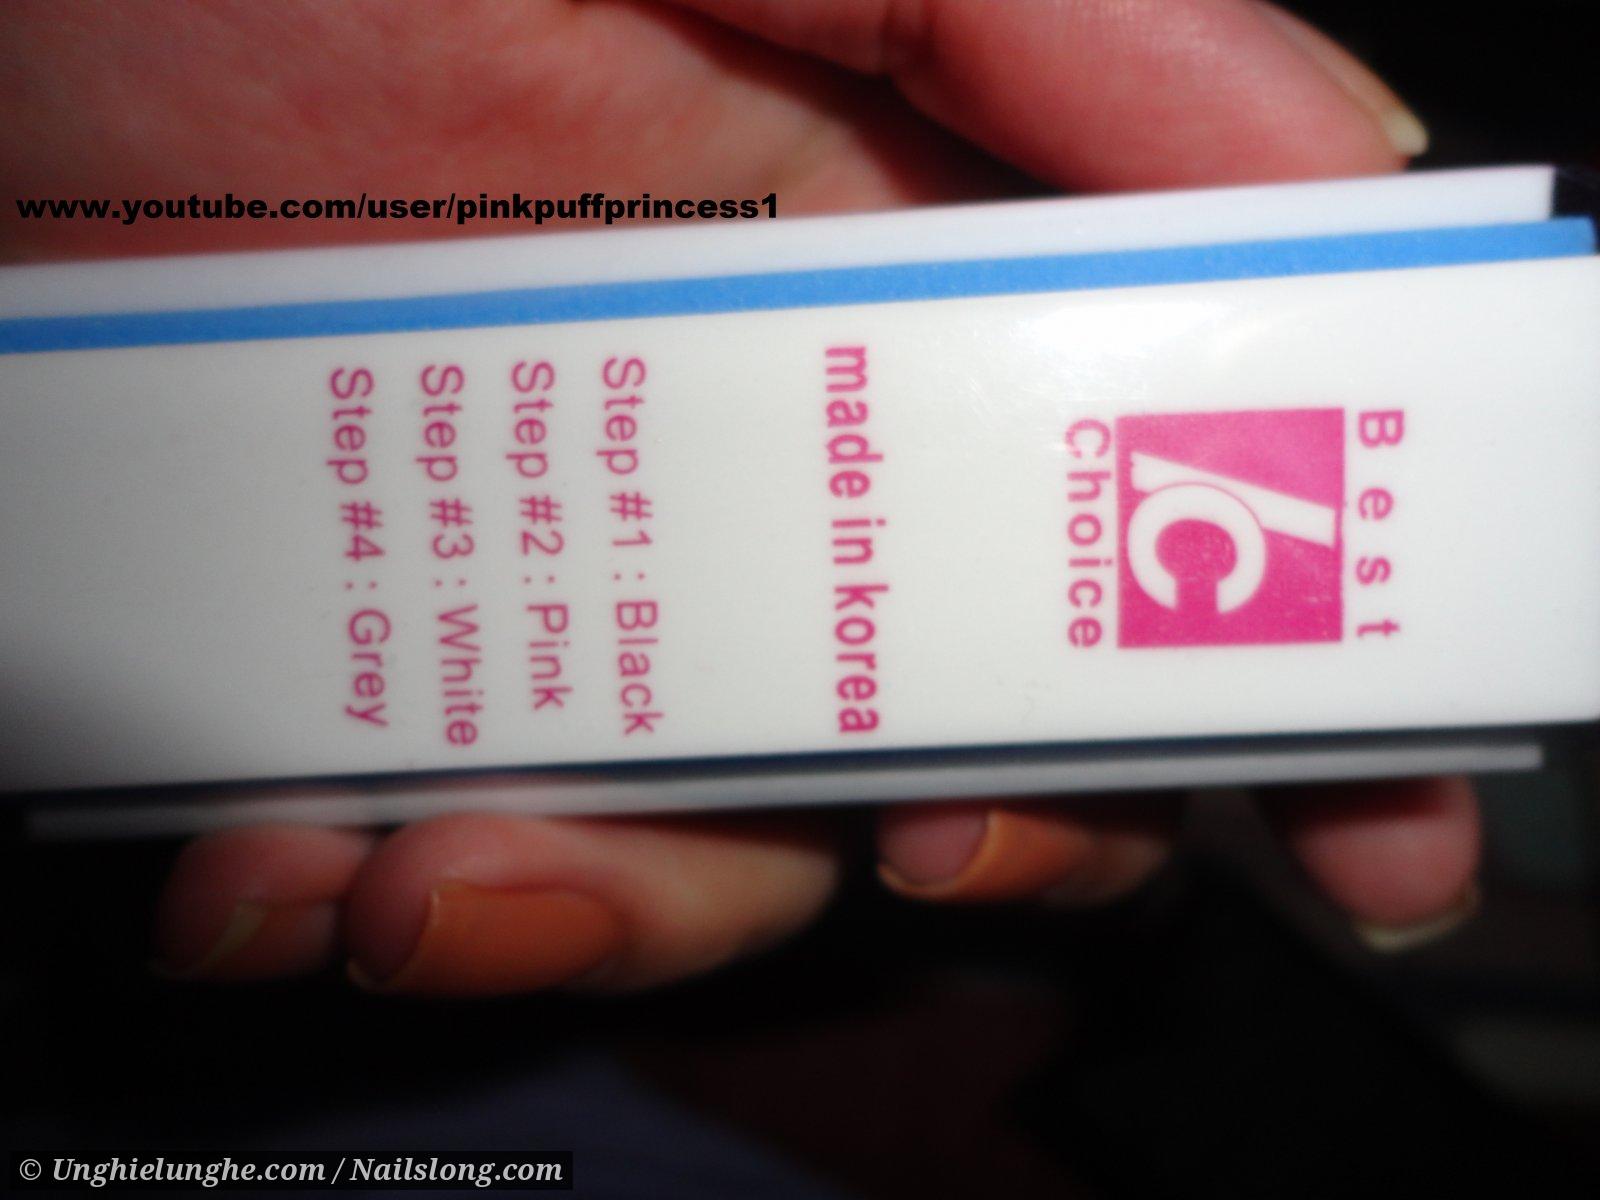 www.youtube.com/user/pinkpuffprincess1
Best
C
Choice
made in korea
Step #1 : Black
Step #2 : Pink
Step #3 : White
Step #4 : Grey
© Unghielunghe.com / Nailslong.com